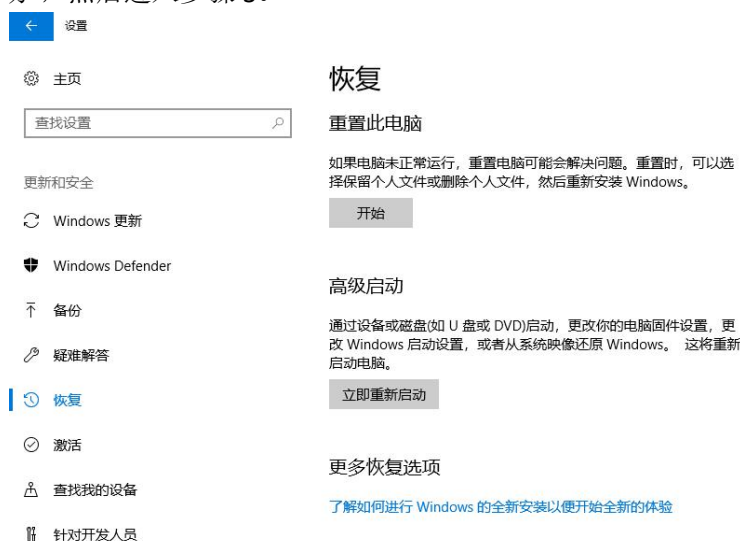 设置
主页
查找设置
更新和安全
Windows 更新
Windows Defender
备份
疑难解答
恢复
激活
查找我的设备
针对开发人员
恢复
重置此电脑
如果电脑未正常运行，重置电脑可能会解决问题。重置时，可以选
择保留个人文件或删除个人文件，然后重新安装 Windows。
开始
高级启动
通过设备或磁盘(如 U 盘或 DVD)启动，更改你的电脑固件设置，更
改 Windows 启动设置，或者从系统映像还原 Windows。 这将重新
启动电脑。
立即重新启动
更多恢复选项
了解如何进行 Windows 的全新安装以便开始全新的体验